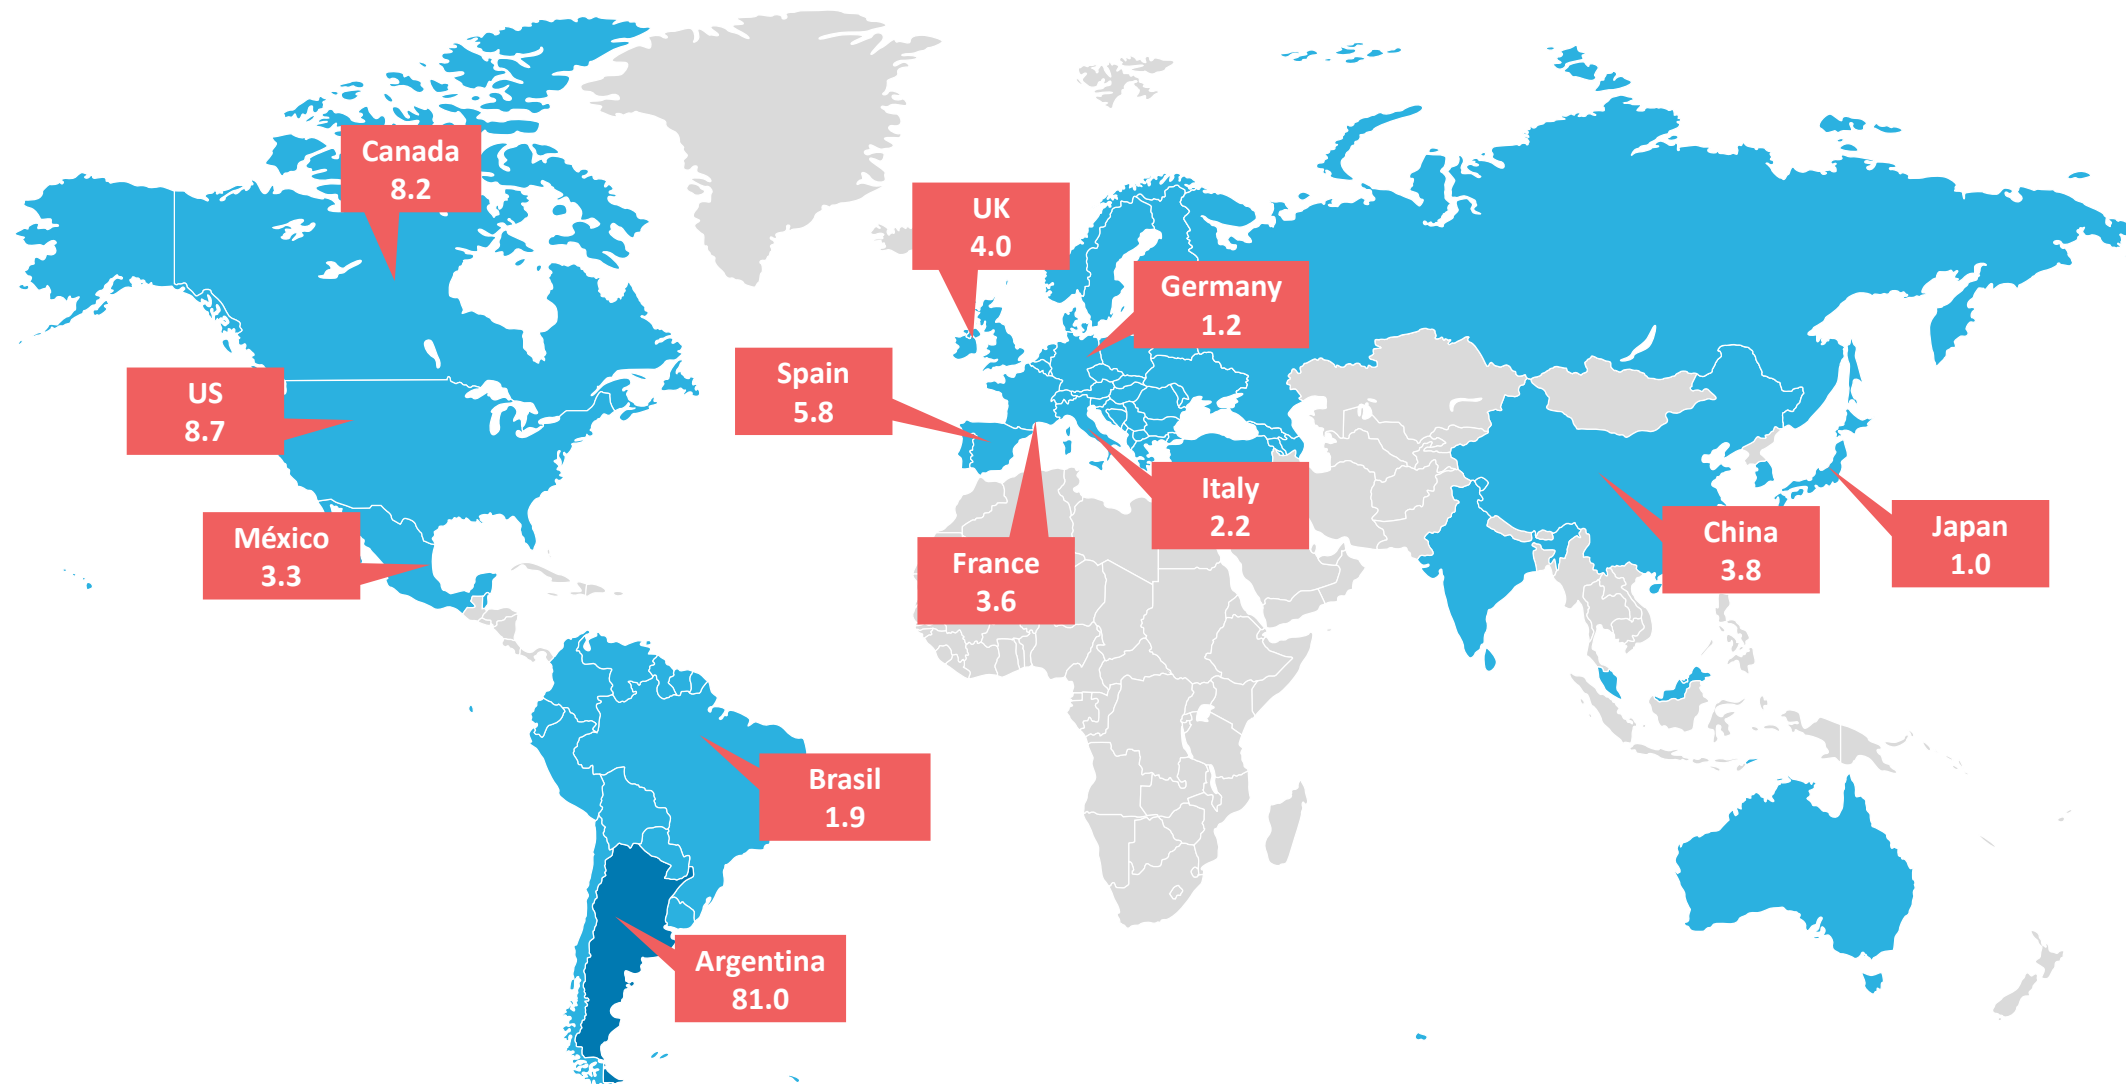 Canada
8.2
UK
4.0
Germany
1.2
Spain
5.8
US
8.7
Italy
2.2
México
3.3
France
3.6
China
3.8
Japan
1.0
Brasil
1.9
Argentina
81.0